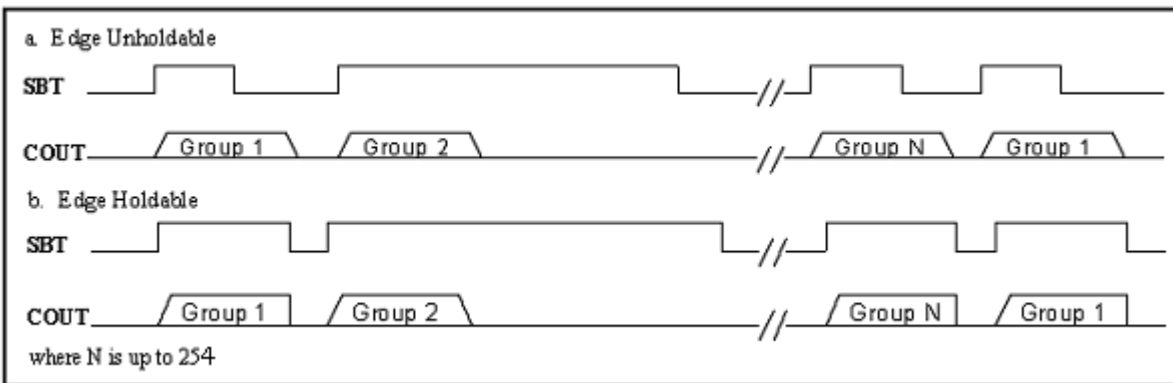 a. Edge Unholdable
SBT
COUT Group 1 Group 2 // Group N Group 1
b. Edge Holdable
SBT
COUT Group 1 Group 2 // Group N Group 1
where N is up to 254